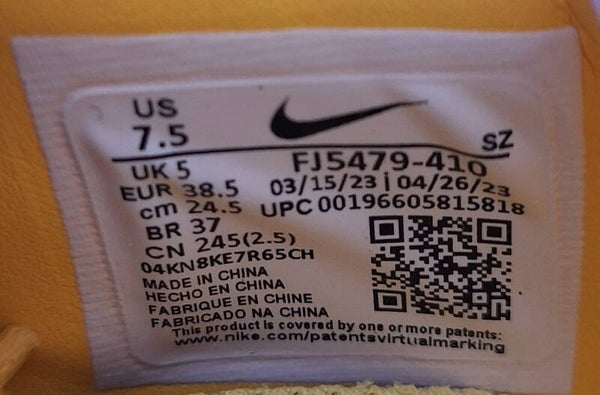 US
7.5
SZ
UK 5
FJ5479-410
EUR 38.5
03/15/23 | 04/26/23
cm 24.5
UPC 00196605815818
BR 37
CN 245(2.5)
04KN8KE7R65CH
MADE IN CHINA
HECHO EN CHINA
FABRIQUE EN CHINE
FABRICADO NA CHINA
This product is covered by one or more patents:
www.nike.com/patentsvirtualmarking